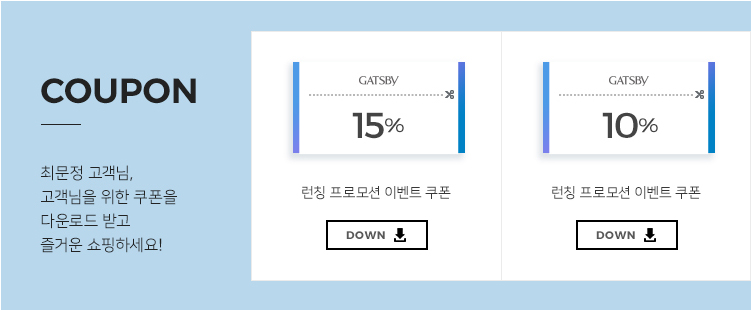 COUPON
최문정 고객님,
고객님을 위한 쿠폰을
다운로드 받고
즐거운 쇼핑하세요!
GATSBY
15%
런칭 프로모션 이벤트 쿠폰
DOWN
GATSBY
10%
런칭 프로모션 이벤트 쿠폰
DOWN